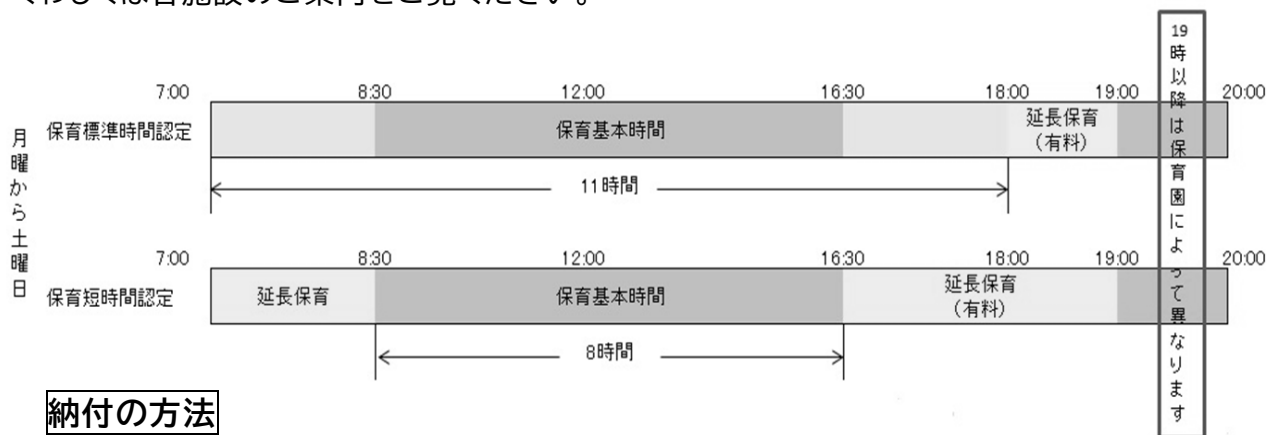 くわしくは各施設のご案内をご覧ください。
月曜から土曜日
7:00 8:30 12:00 16:30 18:00 19:00 20:00
保育標準時間認定 保育基本時間 延長保育
(有料)
11時間
7:00 8:30 12:00 16:30 18:00 19:00 20:00
保育短時間認定 延長保育 保育基本時間 延長保育
(有料)
8時間
19時以降は保育園によって異なります
納付の方法